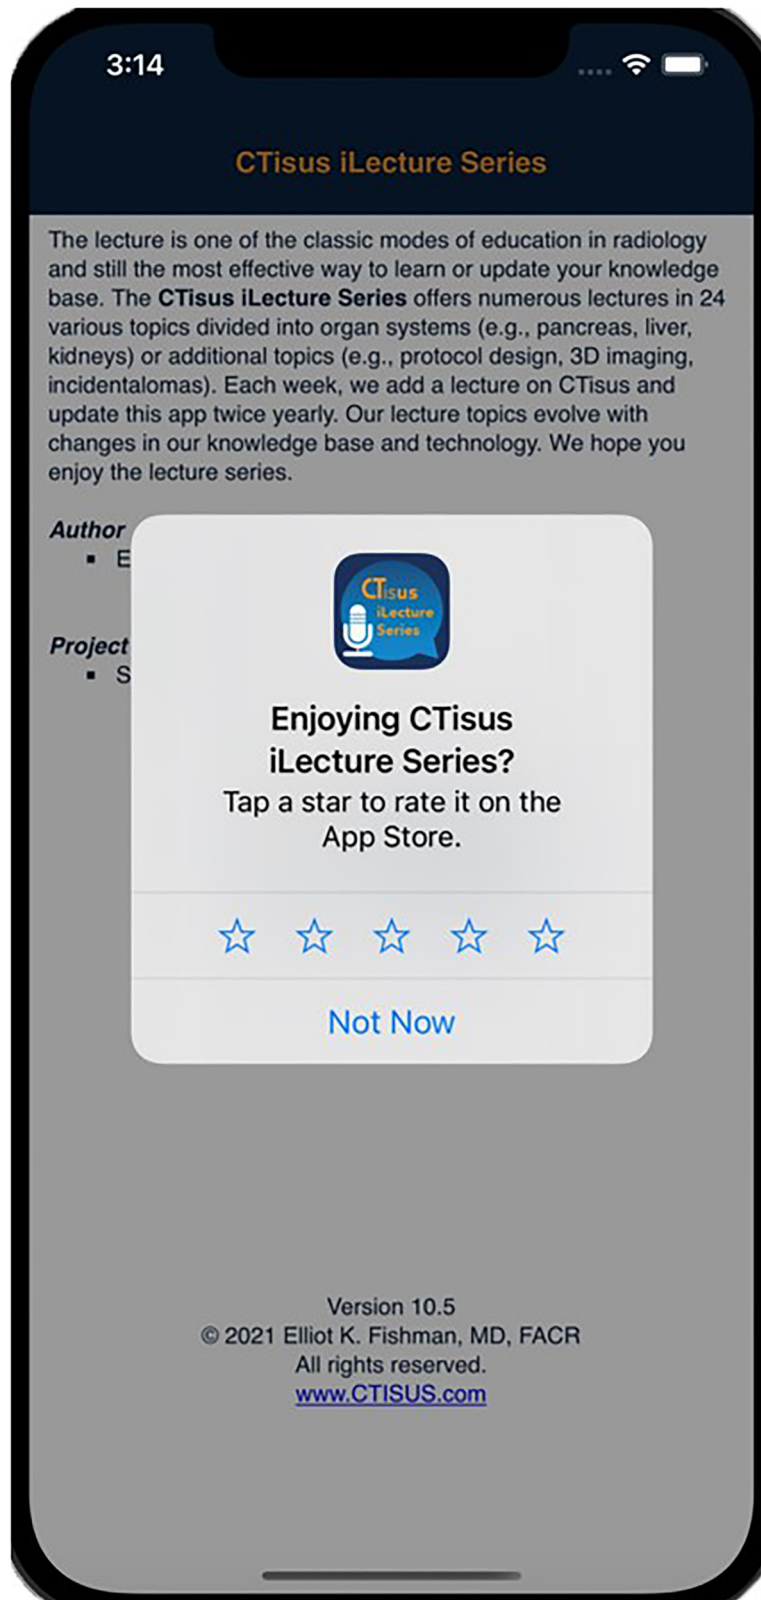 3:14
CTisus iLecture Series
The lecture is one of the classic modes of education in radiology
and still the most effective way to learn or update your knowledge
base. The CTisus iLecture Series offers numerous lectures in 24
various topics divided into organ systems (e.g., pancreas, liver,
kidneys) or additional topics (e.g., protocol design, 3D imaging,
incidentalomas). Each week, we add a lecture on CTisus and
update this app twice yearly. Our lecture topics evolve with
changes in our knowledge base and technology. We hope you
enjoy the lecture series.
Author
Project
CTisus
iLecture
Series
Enjoying CTisus
iLecture Series?
Tap a star to rate it on the
App Store.
Not Now
Version 10.5
© 2021 Elliot K. Fishman, MD, FACR
All rights reserved.
www.CTISUS.com